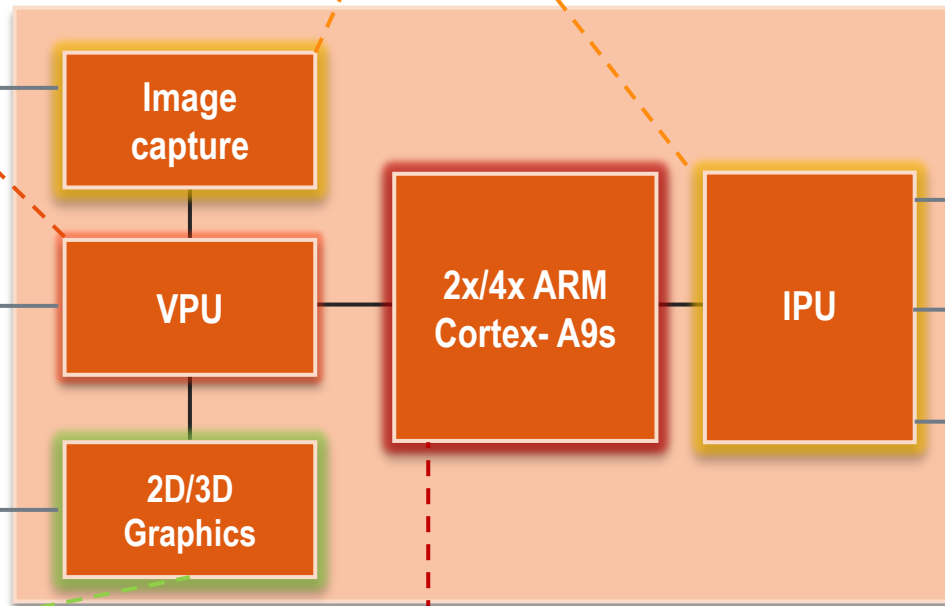 Image
capture
VPU
2D/3D
Graphics
2x/4x ARM
Cortex- A9s
IPU